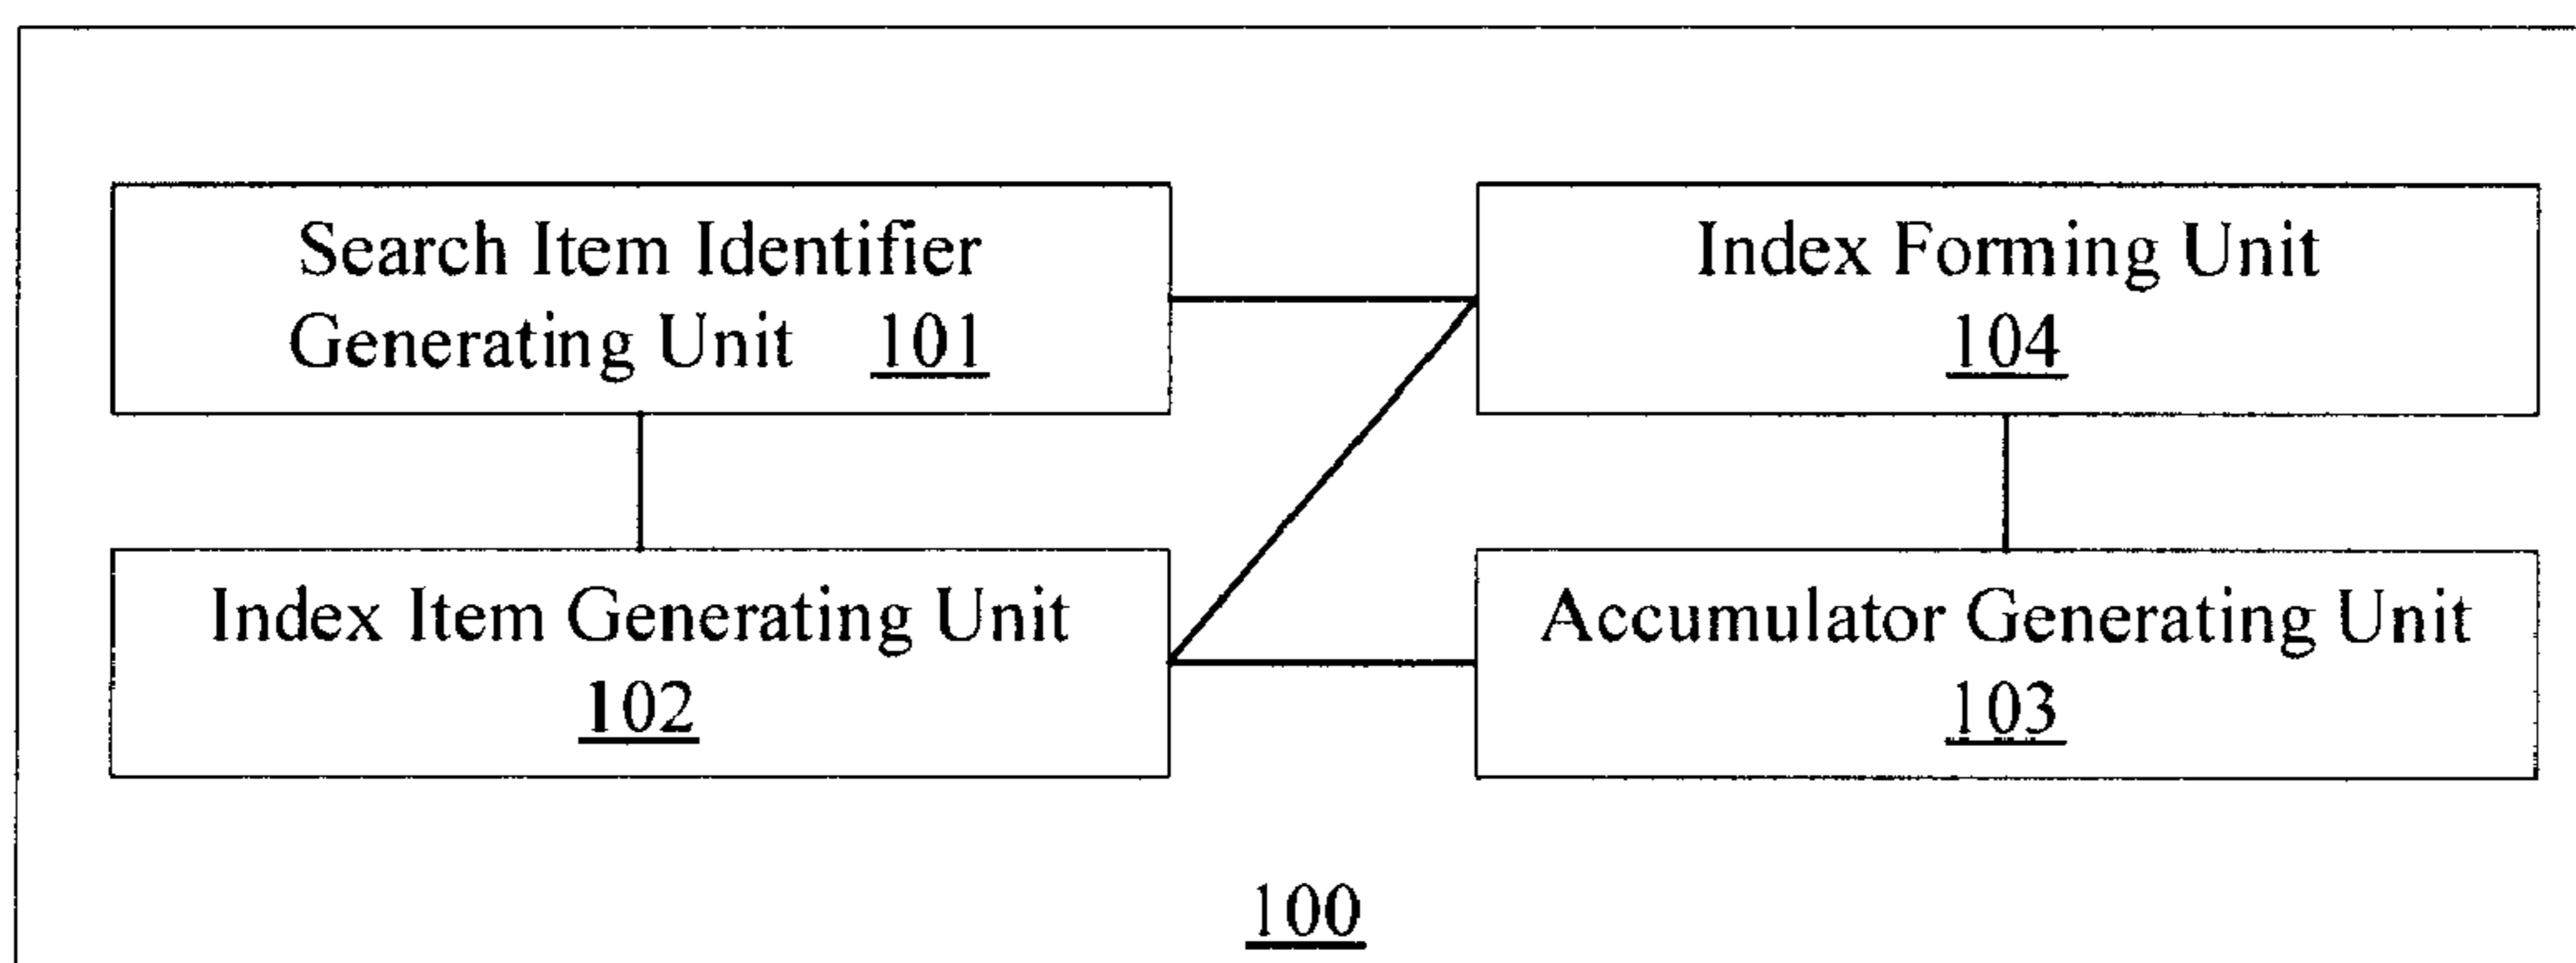 Search Item Identifier
Generating Unit 101
Index Forming Unit
104
Index Item Generating Unit
102
Accumulator Generating Unit
103
100